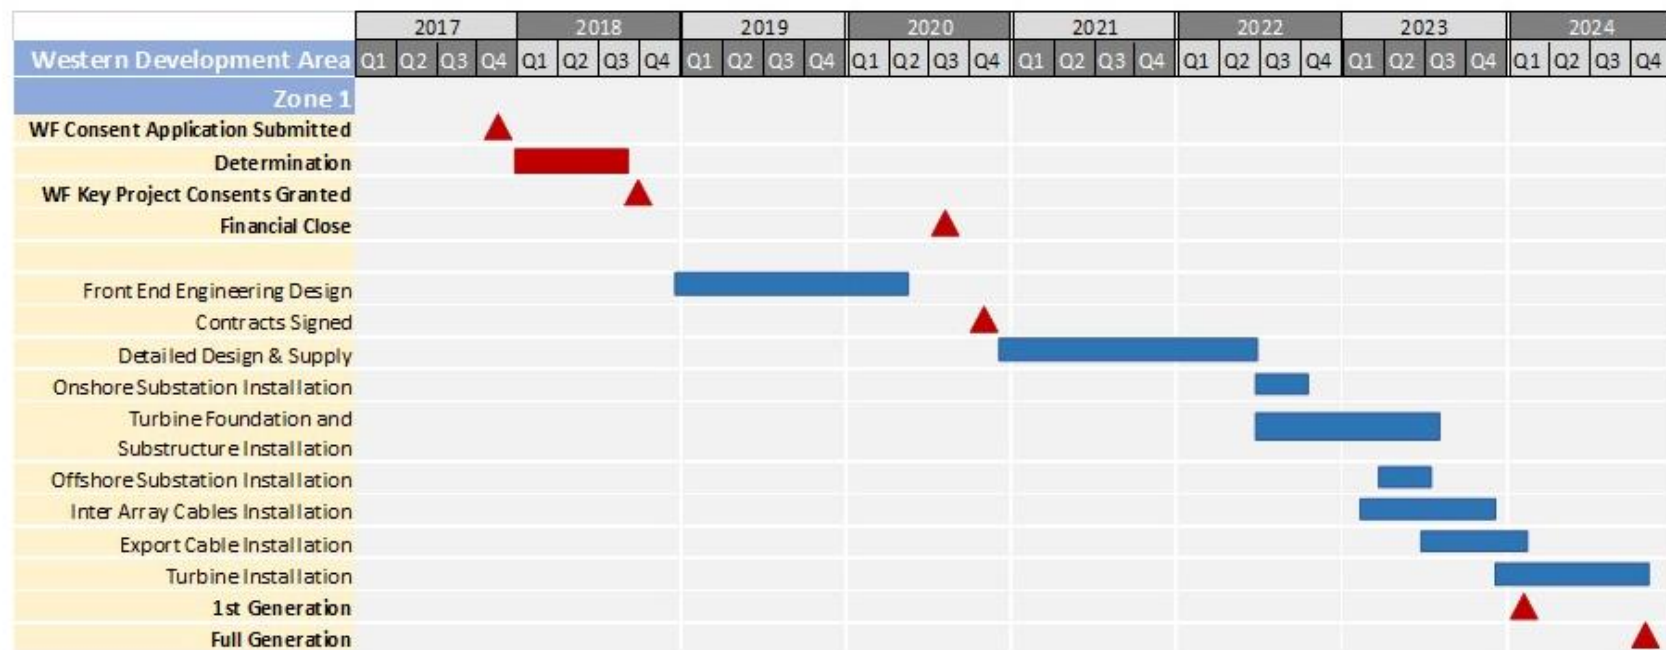 2017 2018 2019 2020 2021 2022 2023 2024
Western Development Area Q1 Q2 Q3 Q4 Q1 Q2 Q3 Q4 Q1 Q2 Q3 Q4 Q1 Q2 Q3 Q4 Q1 Q2 Q3 Q4 Q1 Q2 Q3 Q4 Q1 Q2 Q3 Q4 Q1 Q2 Q3 Q4
Zone 1
WF Consent Application Submitted
Determination
WF Key Project Consents Granted
Financial Close
Front End Engineering Design
Contracts Signed
Detailed Design & Supply
Onshore Substation Installation
Turbine Foundation and
Substructure Installation
Offshore Substation Installation
Inter Array Cables Installation
Export Cable Installation
Turbine Installation
1st Generation
Full Generation